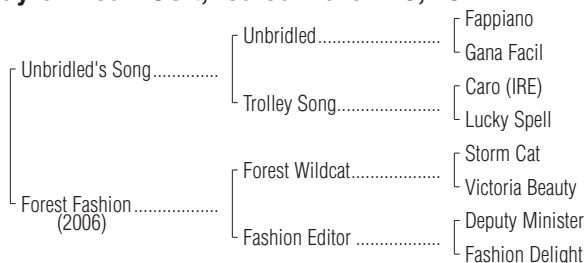 Unbridled's Song..............
Unbridled........................
Fappiano
Gana Facil
Trolley Song.....................
Caro (IRE)
Lucky Spell
Forest Fashion..................
(2006)
Forest Wildcat..................
Storm Cat
Victoria Beauty
Fashion Editor .................
Deputy Minister
Fashion Delight